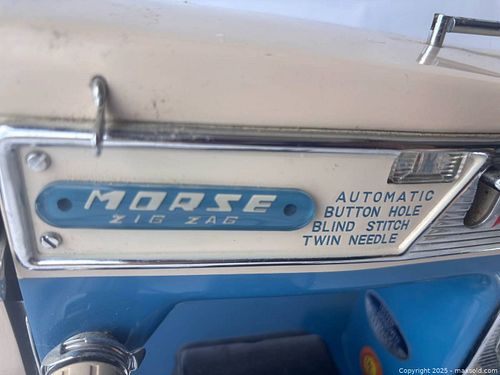 MORSE
ZIG ZAG
AUTOMATIC
BUTTON HOLE
BLIND STITCH
TWIN NEEDLE
Copyright 2025 - maxsold.com